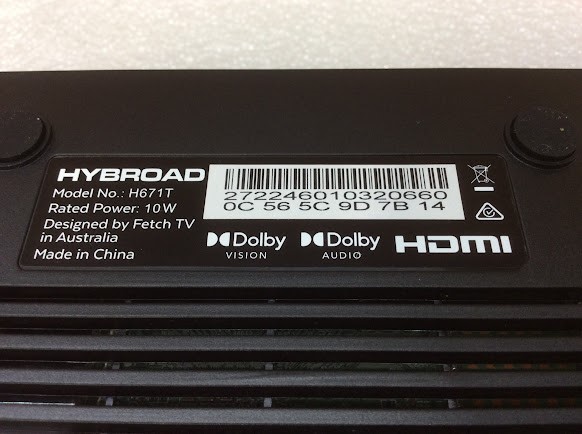 HYBROAD
Model No.: H671T
Rated Power: 10W
Designed by Fetch TV
in Australia
Made in China
272246010320660
0C 56 5C 9D 7B 14
Dolby
VISION
Dolby
AUDIO
HDMI